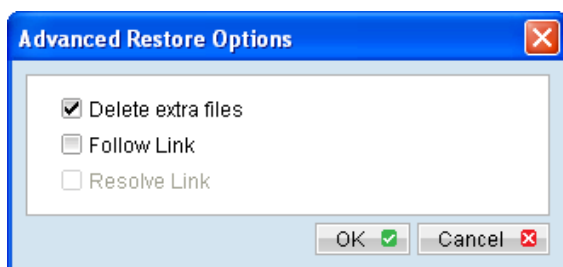 Advanced Restore Options
Delete extra files
Follow Link
Resolve Link
OK Cancel